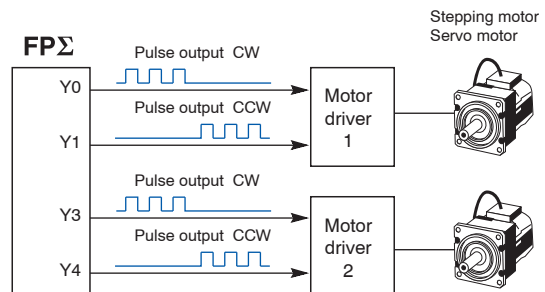 Stepping motor
Servo motor
FPΣ
Pulse output CW
Y0
Pulse output CCW
Y1
Motor
driver
1
Pulse output CW
Y3
Pulse output CCW
Y4
Motor
driver
2